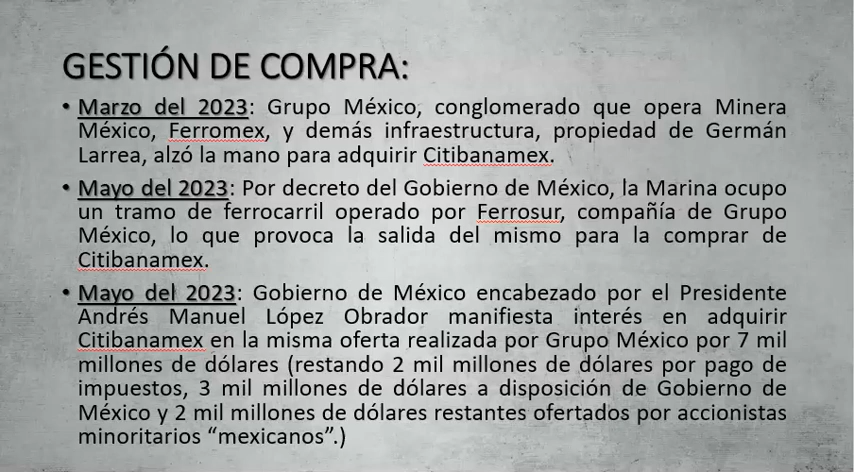 GESTIÓN DE COMPRA:
• Marzo del 2023: Grupo México, conglomerado que opera Minera
México, Ferromex, y demás infraestructura, propiedad de Germán
Larrea, alzó la mano para adquirir Citibanamex.
• Mayo del 2023: Por decreto del Gobierno de México, la Marina ocupo
un tramo de ferrocarril operado por Ferrosur, compañía de Grupo
México, lo que provoca la salida del mismo para la comprar de
Citibanamex.
• Mayo del 2023: Gobierno de México encabezado por el Presidente
Andrés Manuel López Obrador manifiesta interés en adquirir
Citibanamex en la misma oferta realizada por Grupo México por 7 mil
millones de dólares (restando 2 mil millones de dólares por pago de
impuestos, 3 mil millones de dólares a disposición de Gobierno de
México y 2 mil millones de dólares restantes ofertados por accionistas
minoritarios “mexicanos”.)